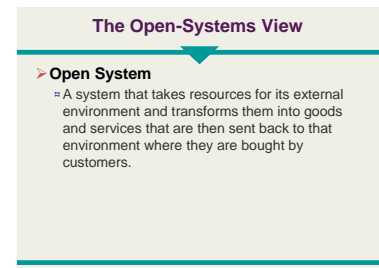 The Open-Systems View
➢Open System
≈A system that takes resources for its external
environment and transforms them into goods
and services that are then sent back to that
environment where they are bought by
customers.